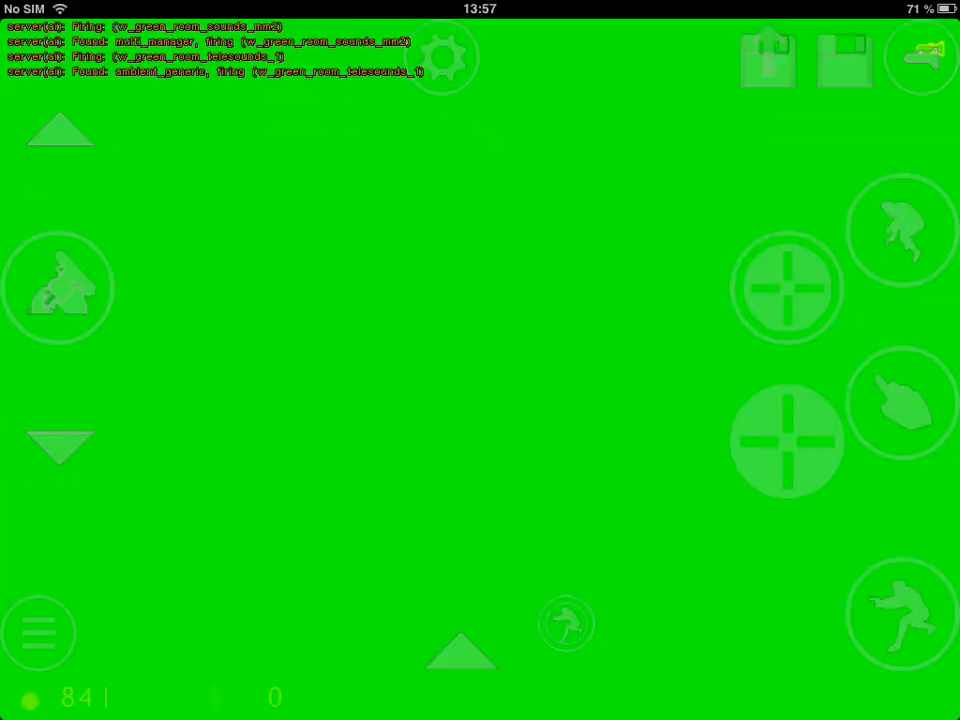 No SIM 13:57 71 %
server(ai): Firing: (w_green_room_sounds_mm2)
server(ai): Found: multi_manager, firing (w_green_room_sounds_mm2)
server(ai): Firing: (w_green_room_telesounds_1)
server(ai): Found: ambient_generic, firing (w_green_room_telesounds_1)
84 0